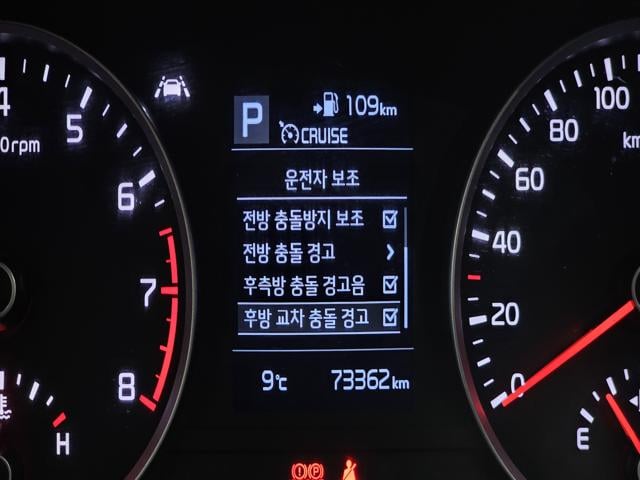 4
5
6
7
8
0rpm
H
P
109km
CRUISE
운전자 보조
전방 충돌방지 보조
전방 충돌 경고
후측방 충돌 경고음
후방 교차 충돌 경고
9℃
73362km
P
100
80
60
40
20
0
km
E